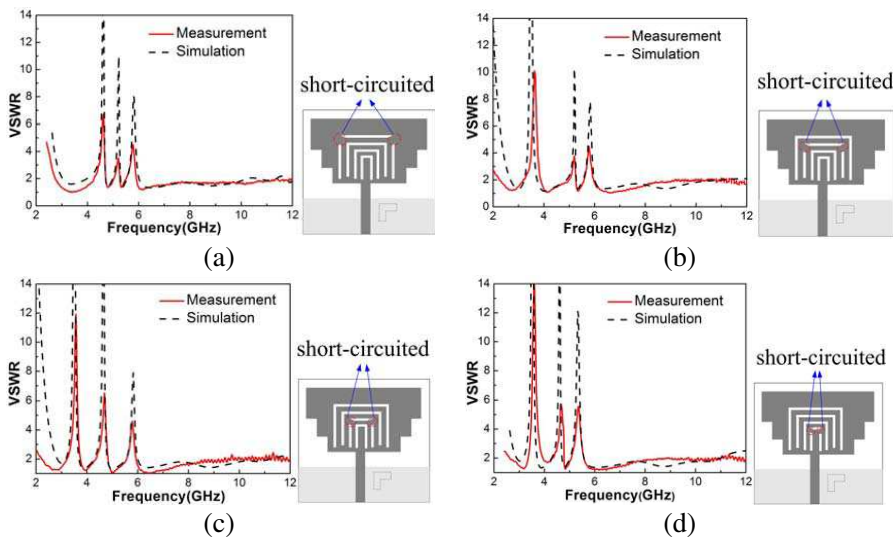 14
12
10
8
6
4
2
0
VSWR
Measurement
Simulation
2 4 6 8 10 12
Frequency(GHz)
short-circuited
(a)
14
12
10
8
6
4
2
0
VSWR
Measurement
Simulation
2 4 6 8 10 12
Frequency(GHz)
short-circuited
(b)
14
12
10
8
6
4
2
VSWR
Measurement
Simulation
2 4 6 8 10 12
Frequency(GHz)
short-circuited
(c)
14
12
10
8
6
4
2
VSWR
Measurement
Simulation
2 4 6 8 10 12
Frequency(GHz)
short-circuited
(d)